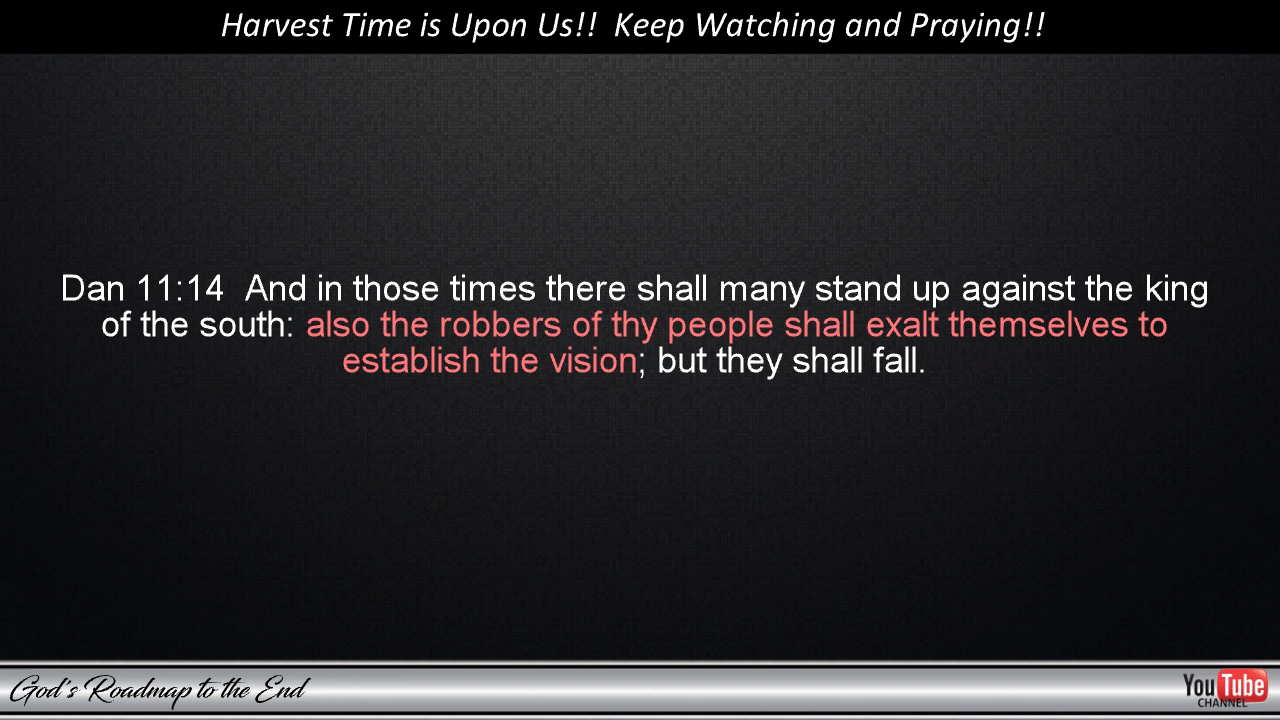 Harvest Time is Upon Us!!  Keep Watching and Praying!!
Dan 11:14  And in those times there shall many stand up against the king
of the south: also the robbers of thy people shall exalt themselves to
establish the vision; but they shall fall.
God's Roadmap to the End
YouTube
CHANNEL